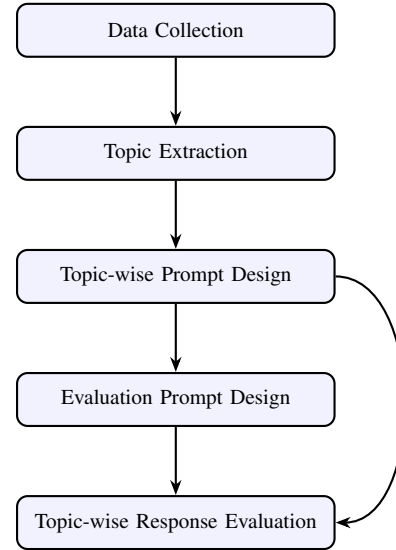 Data Collection
Topic Extraction
Topic-wise Prompt Design
Evaluation Prompt Design
Topic-wise Response Evaluation